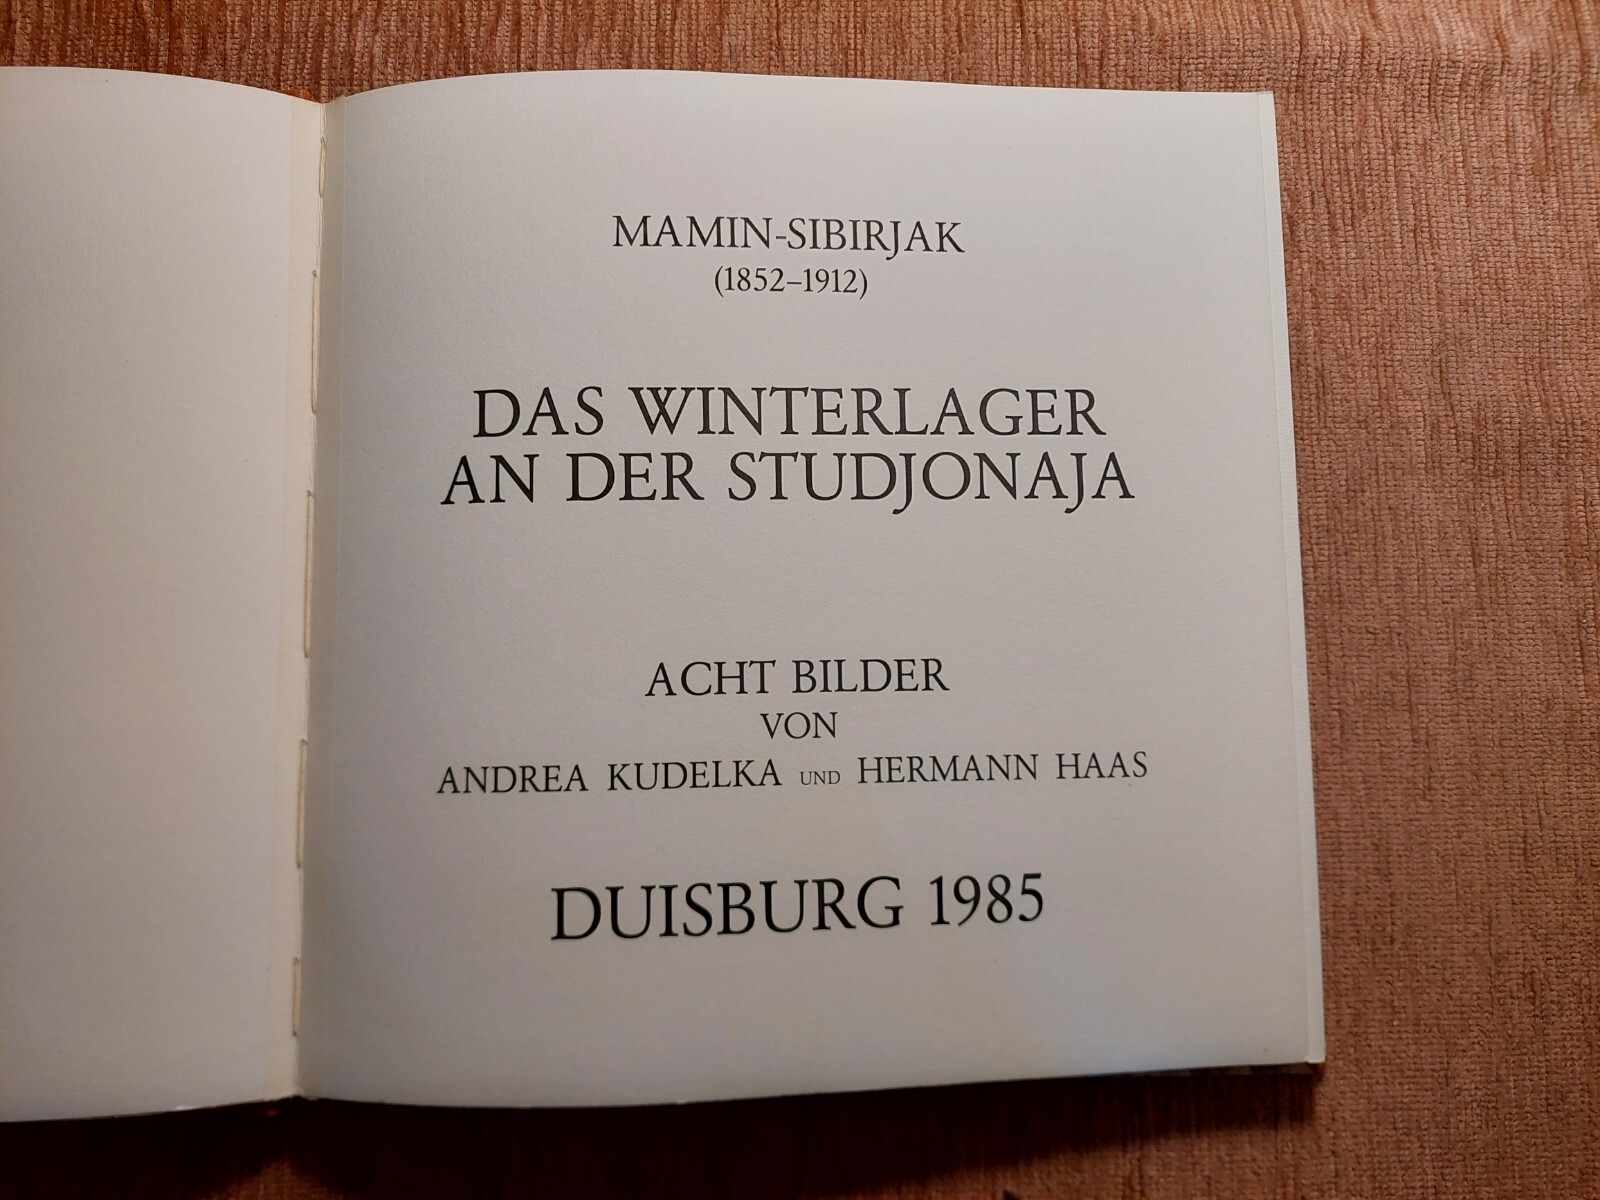 MAMIN-SIBIRJAK
(1852–1912)
DAS WINTERLAGER
AN DER STUDJONAJA
ACHT BILDER
VON
ANDREA KUDELKA UND HERMANN HAAS
DUISBURG 1985